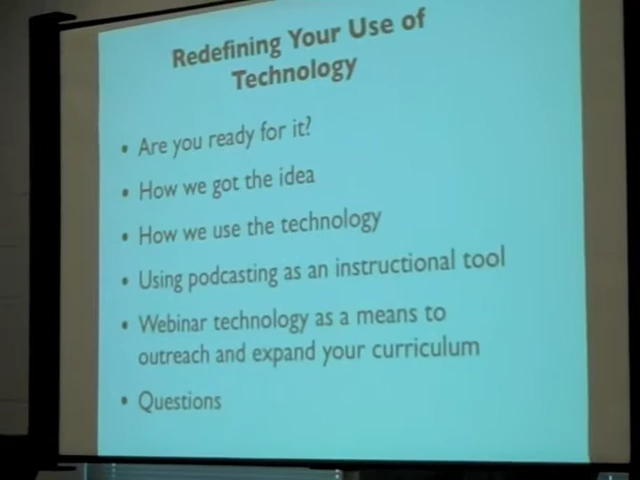 Redefining Your Use of
Technology
• Are you ready for it?
• How we got the idea
• How we use the technology
• Using podcasting as an instructional tool
• Webinar technology as a means to
outreach and expand your curriculum
• Questions